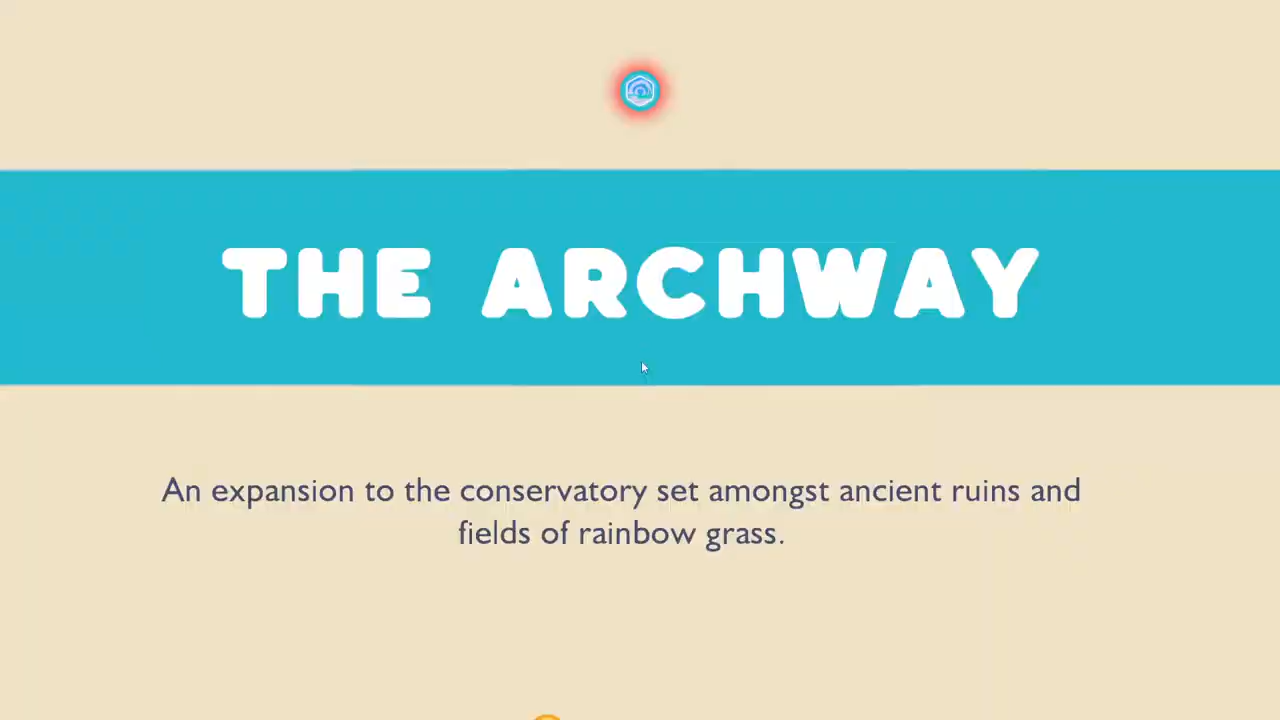 THE ARCHWAY
An expansion to the conservatory set amongst ancient ruins and
fields of rainbow grass.